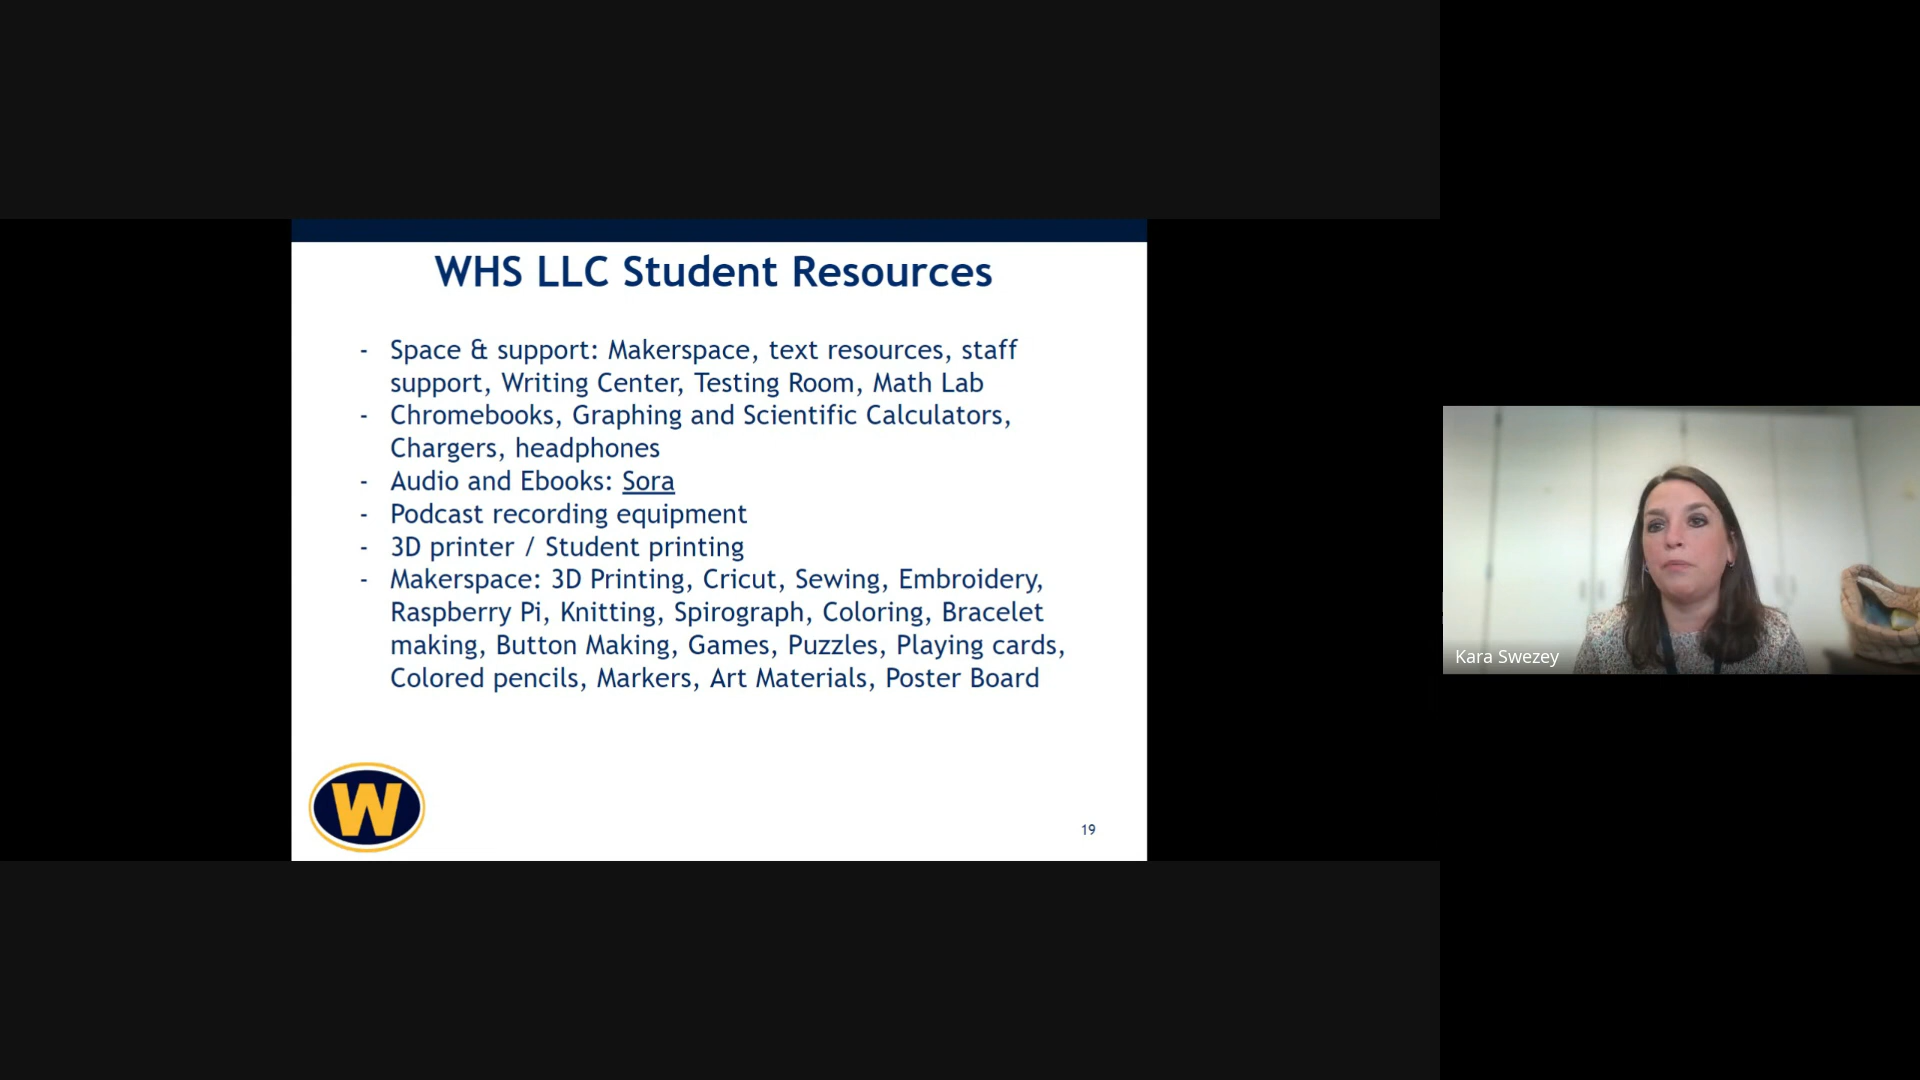 WHS LLC Student Resources
- Space & support: Makerspace, text resources, staff
support, Writing Center, Testing Room, Math Lab
- Chromebooks, Graphing and Scientific Calculators,
Chargers, headphones
- Audio and Ebooks: Sora
- Podcast recording equipment
- 3D printer / Student printing
- Makerspace: 3D Printing, Cricut, Sewing, Embroidery,
Raspberry Pi, Knitting, Spirograph, Coloring, Bracelet
making, Button Making, Games, Puzzles, Playing cards,
Colored pencils, Markers, Art Materials, Poster Board
W
19
Kara Swezey